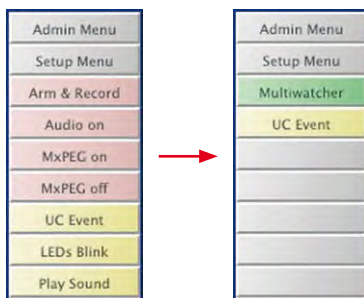 Admin Menu
Setup Menu
Arm & Record
Audio on
MxPEG on
MxPEG off
UC Event
LEDs Blink
Play Sound
Admin Menu
Setup Menu
Multiwatcher
UC Event